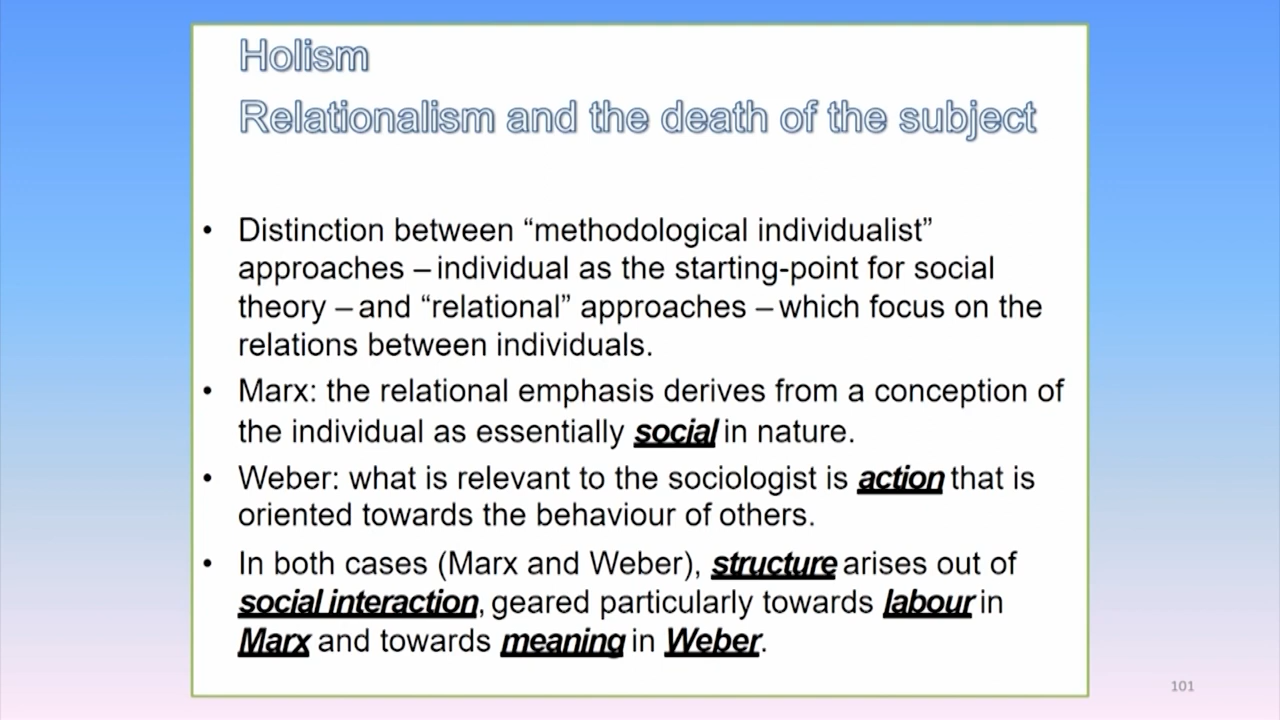 Holism
Relationalism and the death of the subject
• Distinction between “methodological individualist”
approaches – individual as the starting-point for social
theory – and “relational” approaches – which focus on the
relations between individuals.
• Marx: the relational emphasis derives from a conception of
the individual as essentially social in nature.
• Weber: what is relevant to the sociologist is action that is
oriented towards the behaviour of others.
• In both cases (Marx and Weber), structure arises out of
social interaction, geared particularly towards labour in
Marx and towards meaning in Weber.
101